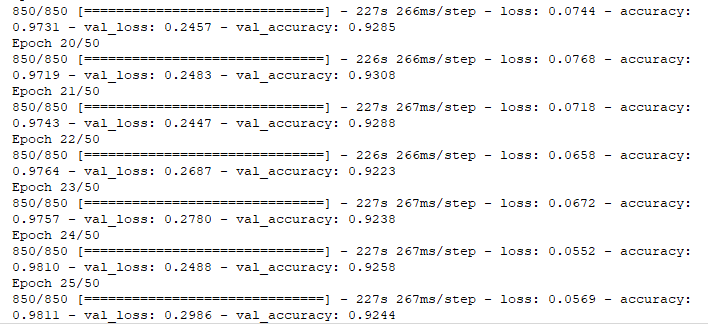 850/850 [==============================] - 227s 266ms/step - loss: 0.0744 - accuracy:
0.9731 - val_loss: 0.2457 - val_accuracy: 0.9285
Epoch 20/50
850/850 [==============================] - 226s 266ms/step - loss: 0.0768 - accuracy:
0.9719 - val_loss: 0.2483 - val_accuracy: 0.9308
Epoch 21/50
850/850 [==============================] - 227s 267ms/step - loss: 0.0718 - accuracy:
0.9743 - val_loss: 0.2447 - val_accuracy: 0.9288
Epoch 22/50
850/850 [==============================] - 226s 266ms/step - loss: 0.0658 - accuracy:
0.9764 - val_loss: 0.2687 - val_accuracy: 0.9223
Epoch 23/50
850/850 [==============================] - 227s 267ms/step - loss: 0.0672 - accuracy:
0.9757 - val_loss: 0.2780 - val_accuracy: 0.9238
Epoch 24/50
850/850 [==============================] - 227s 267ms/step - loss: 0.0552 - accuracy:
0.9810 - val_loss: 0.2488 - val_accuracy: 0.9258
Epoch 25/50
850/850 [==============================] - 227s 267ms/step - loss: 0.0569 - accuracy:
0.9811 - val_loss: 0.2986 - val_accuracy: 0.9244